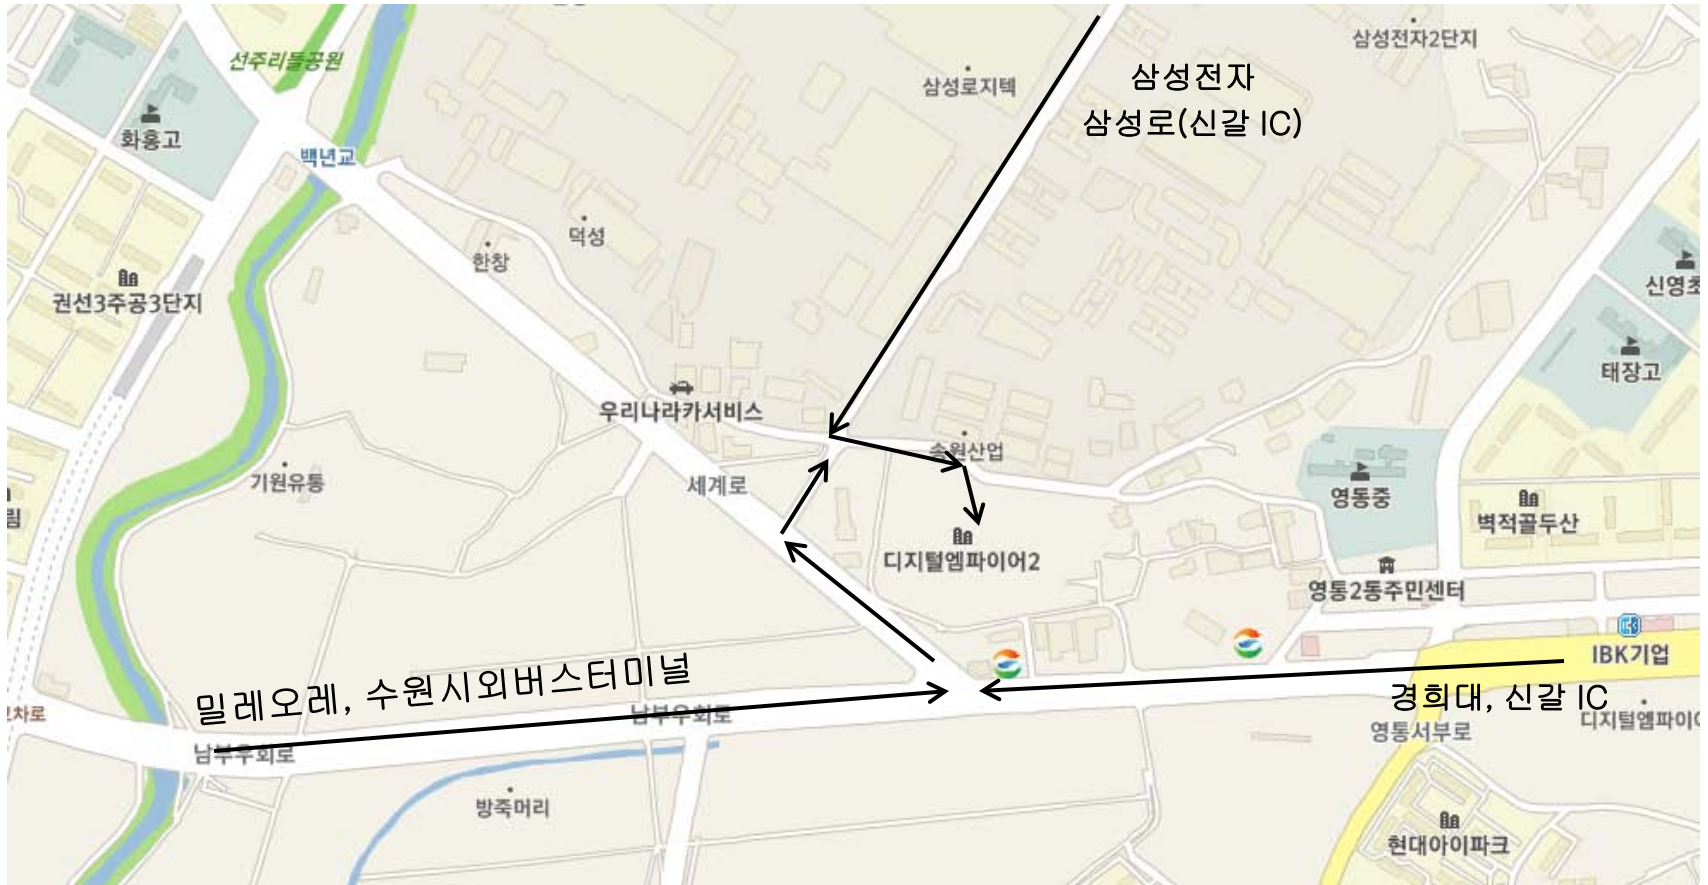 선주리뜰공원
삼성전자2단지
삼성로지텍
삼성전자
삼성로(신갈 IC)
화홍고
백년교
덕성
한창
권선3주공3단지
신영초
태장고
우리나라카서비스
송원산업
기원유통
세계로
영동중
벽적골두산
림
디지털엠파이어2
영통2동주민센터
IBK기업
밀레오레, 수원시외버스터미널
경희대, 신갈 IC
차로
남부우회로
남부우회로
영통서부로
디지털엠파이어
방죽머리
현대아이파크